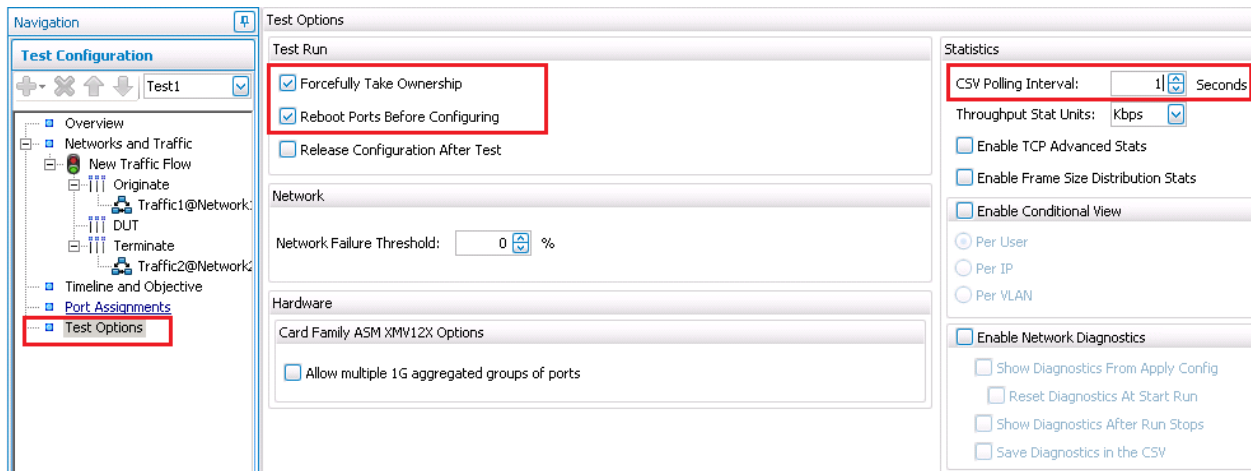 Navigation
Test Configuration
Test1
Overview
Networks and Traffic
New Traffic Flow
Originate
Traffic1@Network
DUT
Terminate
Traffic2@Network2
Timeline and Objective
Port Assignments
Test Options
Test Options
Test Run
Forcefully Take Ownership
Reboot Ports Before Configuring
Release Configuration After Test
Network
Network Failure Threshold: 0 %
Hardware
Card Family ASM XMV12X Options
Allow multiple 1G aggregated groups of ports
Statistics
CSV Polling Interval: 1 Seconds
Throughput Stat Units: Kbps
Enable TCP Advanced Stats
Enable Frame Size Distribution Stats
Enable Conditional View
Per User
Per IP
Per VLAN
Enable Network Diagnostics
Show Diagnostics From Apply Config
Reset Diagnostics At Start Run
Show Diagnostics After Run Stops
Save Diagnostics in the CSV